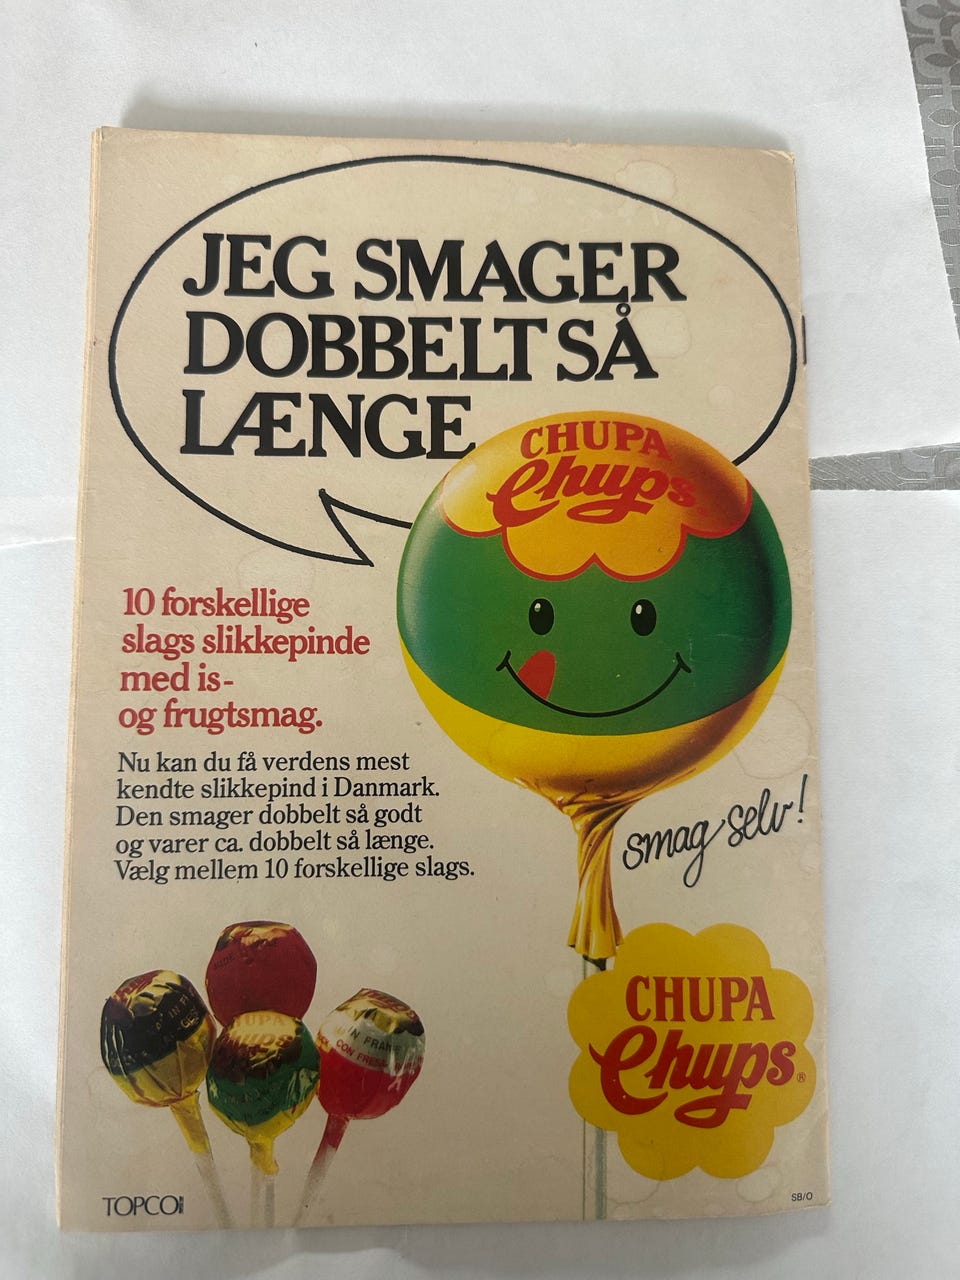 JEG SMAGER
DOBBELT SÅ
LÆNGE
CHUPA
Chups
10 forskellige
slags slikkepinde
med is-
og frugtsmag.
Nu kan du få verdens mest
kendte slikkepind i Danmark.
Den smager dobbelt så godt
og varer ca. dobbelt så længe.
Vælg mellem 10 forskellige slags.
smag selv!
CHUPA
Chups®
CHUPA
CON
TOPCO
SB/O